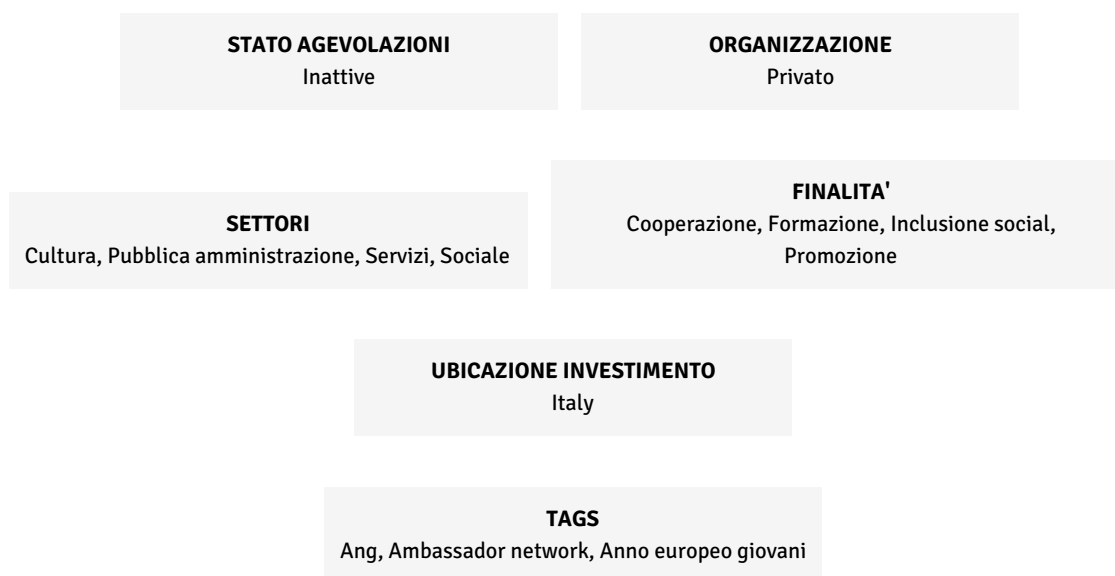 STATO AGEVOLAZIONI
Inattive
ORGANIZZAZIONE
Privato
SETTORI
Cultura, Pubblica amministrazione, Servizi, Sociale
FINALITA'
Cooperazione, Formazione, Inclusione social,
Promozione
UBICAZIONE INVESTIMENTO
Italy
TAGS
Ang, Ambassador network, Anno europeo giovani